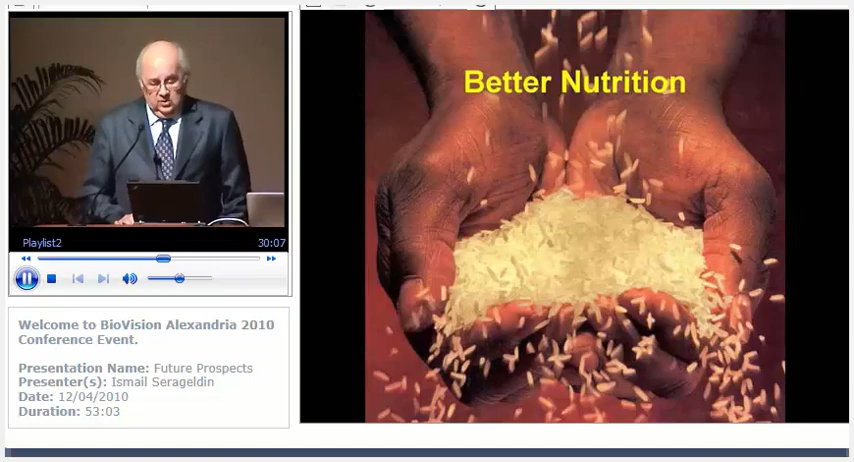 Better Nutrition
Playlist2 30:07
Welcome to BioVision Alexandria 2010
Conference Event.
Presentation Name: Future Prospects
Presenter(s): Ismail Serageldin
Date: 12/04/2010
Duration: 53:03